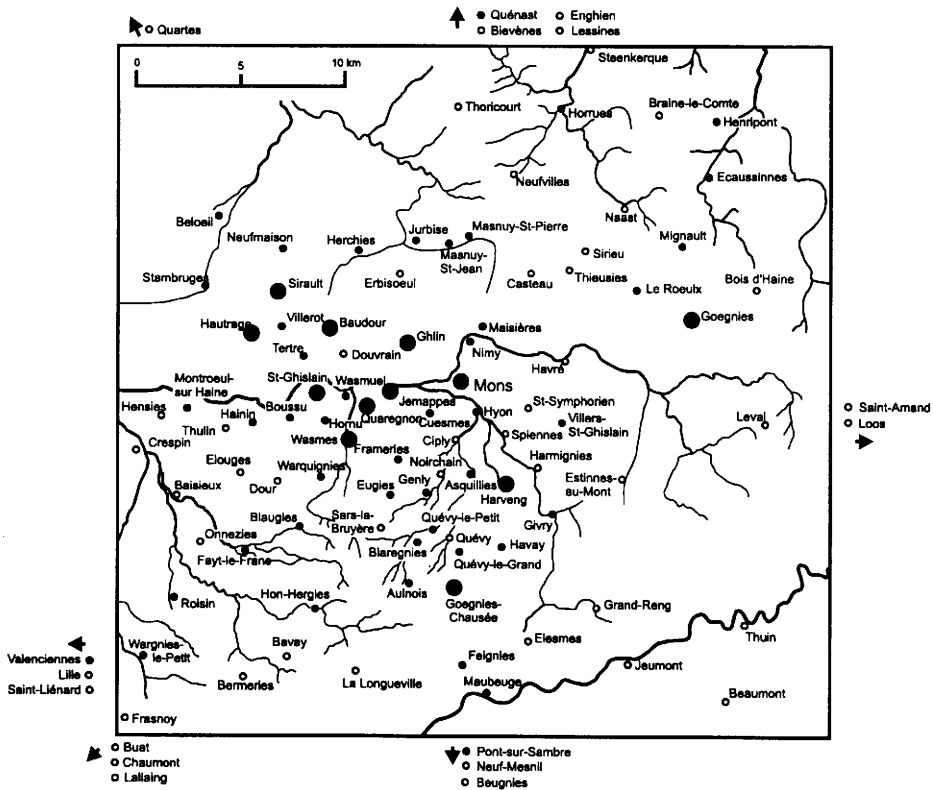 Quartes
Quénast
Enghien
Bievènes
Lessines
0 5 10 km
Steenkerque
Thoricourt
Horrues
Braine-le-Comte
Henripont
Neufvilles
Ecaussinnes
Naast
Beloeil
Neufmaison
Herchies
Jurbise
Masnuy-St-Pierre
Masnuy-
St-Jean
Mignault
Sirieu
Stambruges
Sirault
Erbisoeul
Casteau
Thieusies
Le Roeulx
Bois d'Haine
Hautrage
Villerot
Baudour
Ghlin
Maisières
Goegnies
Tertre
Douvrain
Nimy
Havré
Montroeul-
sur Haine
St-Ghislain
Wasmuel
Mons
Hensies
Hainin
Boussu
Jemappes
St-Symphorien
Thulin
Hornu
Quaregnon
Cuesmes
Hyon
Villers-
St-Ghislain
Leval
Saint-Amand
Loos
Crespin
Wasmes
Frameries
Ciply
Spiennes
Elouges
Warquignies
Noirchain
Harmignies
Baisieux
Dour
Eugies
Genly
Asquillies
Harveng
Estinnes-
au-Mont
Blaugies
Sars-la-
Bruyère
Quévy-le-Petit
Givry
Onnezies
Quévy
Havay
Fayt-le-Franc
Blaregnies
Quévy-le-Grand
Roisin
Hon-Hergies
Aulnois
Goegnies-
Chausée
Grand-Reng
Wargnies-
le-Petit
Bavay
Elesmes
Thuin
Valenciennes
Lille
Saint-Liénard
Bermeries
La Longueville
Feignies
Jeumont
Maubeuge
Beaumont
Frasnoy
Buat
Chaumont
Lallaing
Pont-sur-Sambre
Neuf-Mesnil
Beugnies